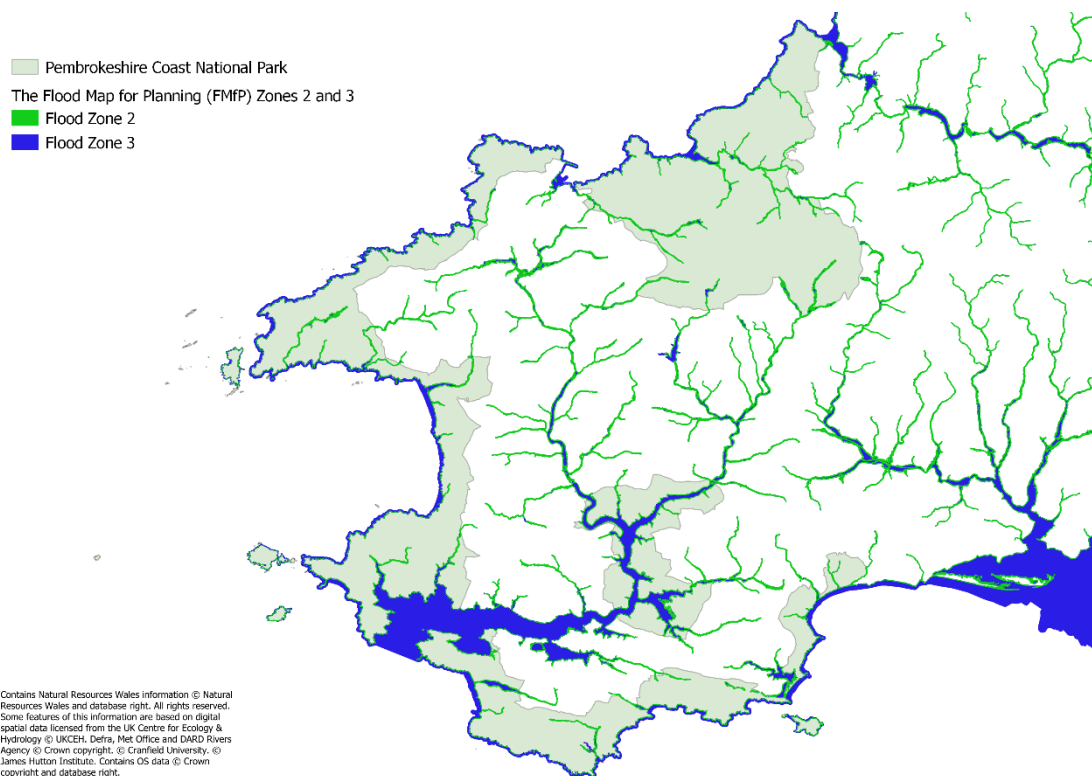 Pembrokeshire Coast National Park
The Flood Map for Planning (FMfP) Zones 2 and 3
Flood Zone 2
Flood Zone 3
Contains Natural Resources Wales information © Natural
Resources Wales and database right. All rights reserved.
Some features of this information are based on digital
spatial data licensed from the UK Centre for Ecology &
Hydrology © UKCEH. Defra, Met Office and DARD Rivers
Agency © Crown copyright. © Cranfield University. ©
James Hutton Institute. Contains OS data © Crown
copyright and database right.